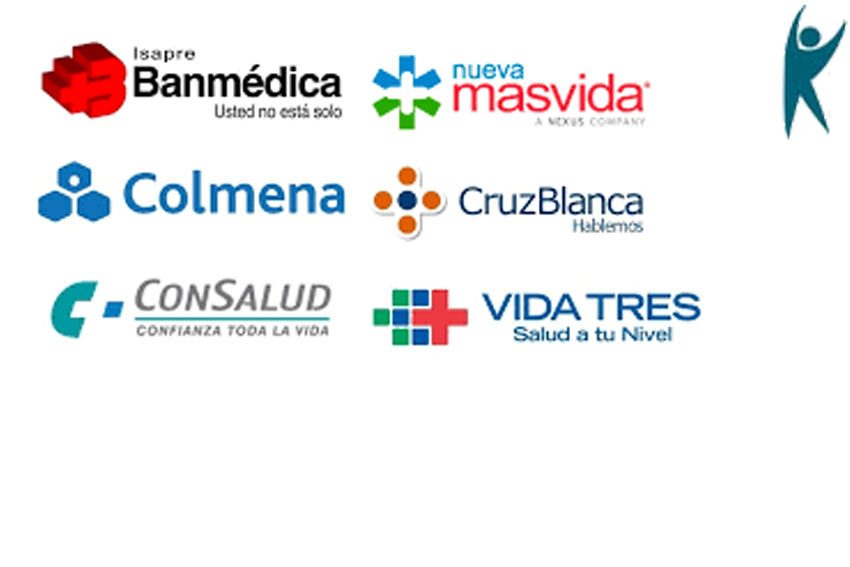 Isapre
Banmédica
Usted no está solo
nueva
masvida
A NEXUS COMPANY
Colmena
CruzBlanca
Hablemos
CONSALUD
CONFIANZA TODA LA VIDA
VIDA TRES
Salud a tu Nivel